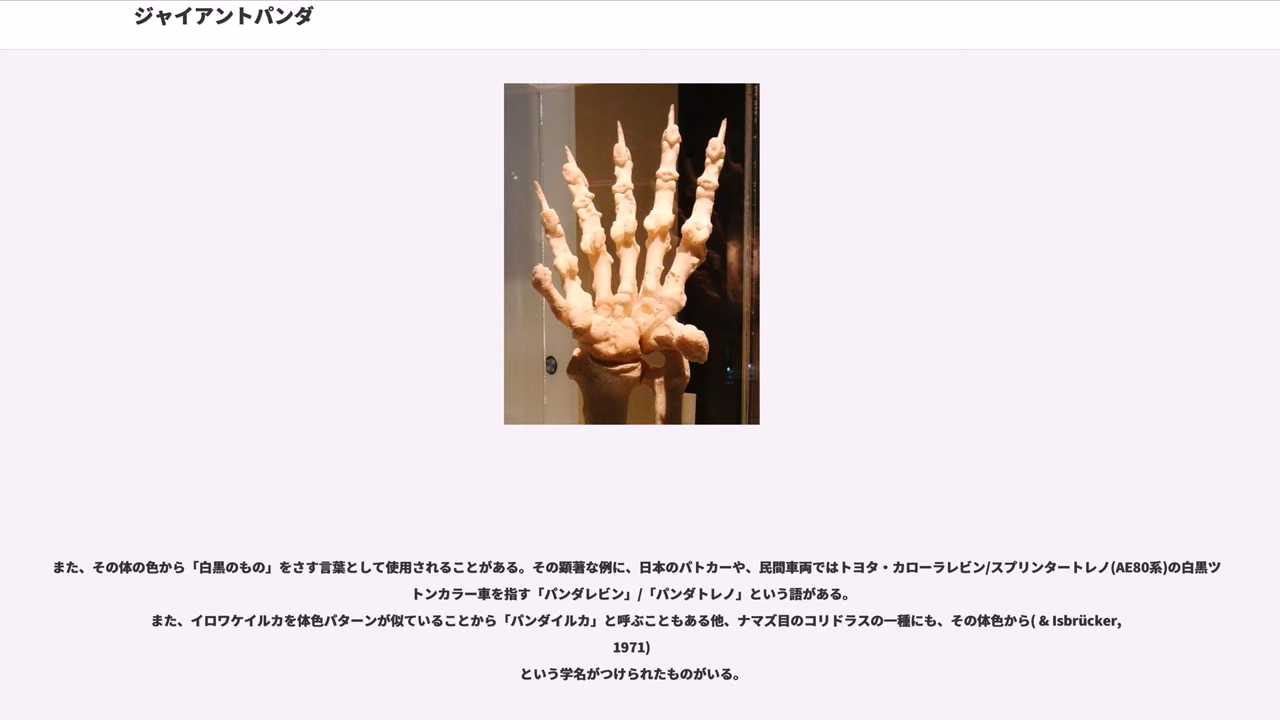 ジャイアントパンダ
また、その体の色から「白黒のもの」をさす言葉として使用されることがある。その顕著な例に、日本のパトカーや、民間車両ではトヨタ・カローラレビン/スプリンタートレノ(AE80系)の白黒ツ
トンカラー車を指す「パンダレビン」/「パンダトレノ」という語がある。
また、イロワケイルカを体色パターンが似ていることから「パンダイルカ」と呼ぶこともある他、ナマズ目のコリドラスの一種にも、その体色から( & Isbrücker,
1971)
という学名がつけられたものがいる。